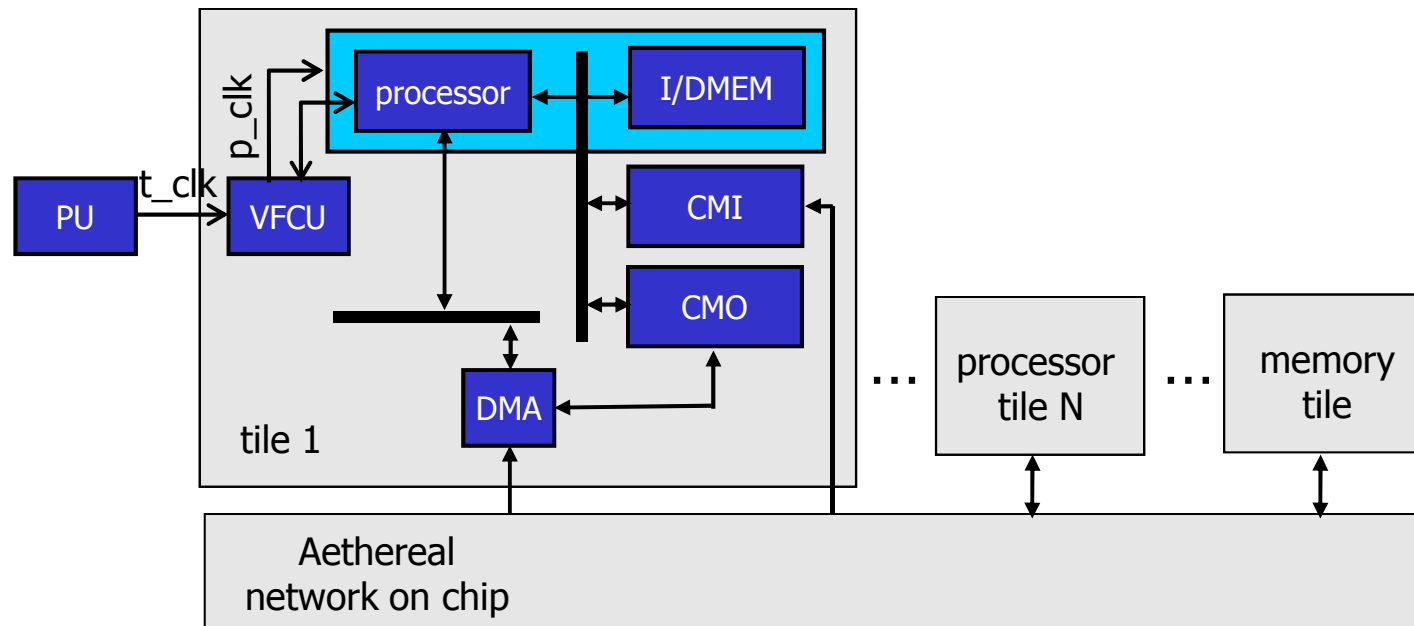 processor
I/DMEM
p_clk
t_clk
PU
VFCU
CMI
CMO
DMA
tile 1
...
processor
tile N
...
memory
tile
Aethereal
network on chip